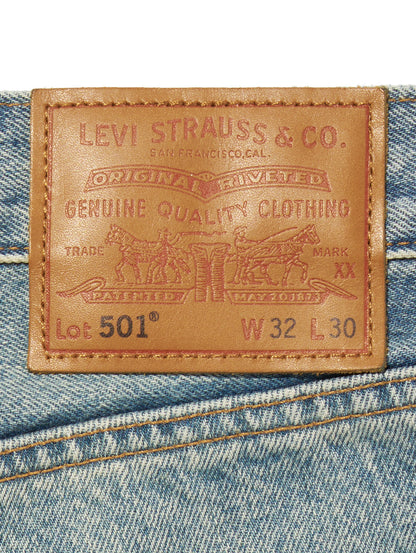 LEVI STRAUSS & CO.
SAN FRANCISCO, CAL.
ORIGINAL RIVETED
GENUINE QUALITY CLOTHING
TRADE MARK
XX
PATENTED MAY 20 1873
Lot 501® W 32 L 30